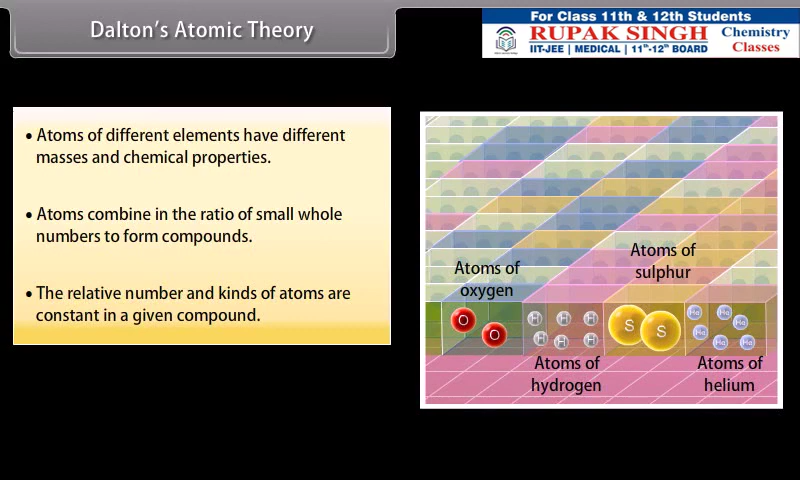 Dalton's Atomic Theory
For Class 11th & 12th Students
RUPAK SINGH
Chemistry
Classes
IIT-JEE | MEDICAL | 11th-12th BOARD
• Atoms of different elements have different
masses and chemical properties.
• Atoms combine in the ratio of small whole
numbers to form compounds.
• The relative number and kinds of atoms are
constant in a given compound.
Atoms of
sulphur
Atoms of
oxygen
O O
H H H H H H
S S
He He He He He He
Atoms of
hydrogen
Atoms of
helium